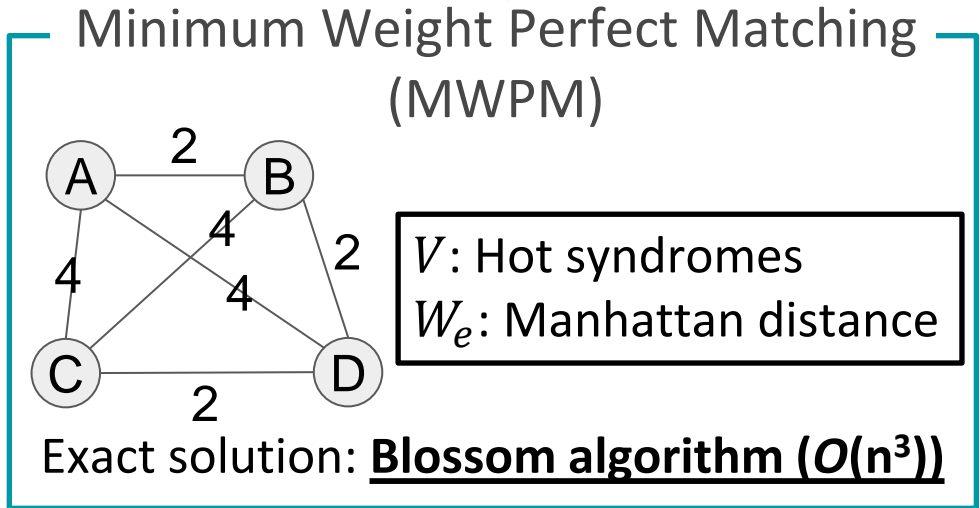 Minimum Weight Perfect Matching
(MWPM)
2
A
B
4
2
4
4
V: Hot syndromes
Wₑ: Manhattan distance
C
D
2
Exact solution: Blossom algorithm (O(n³))